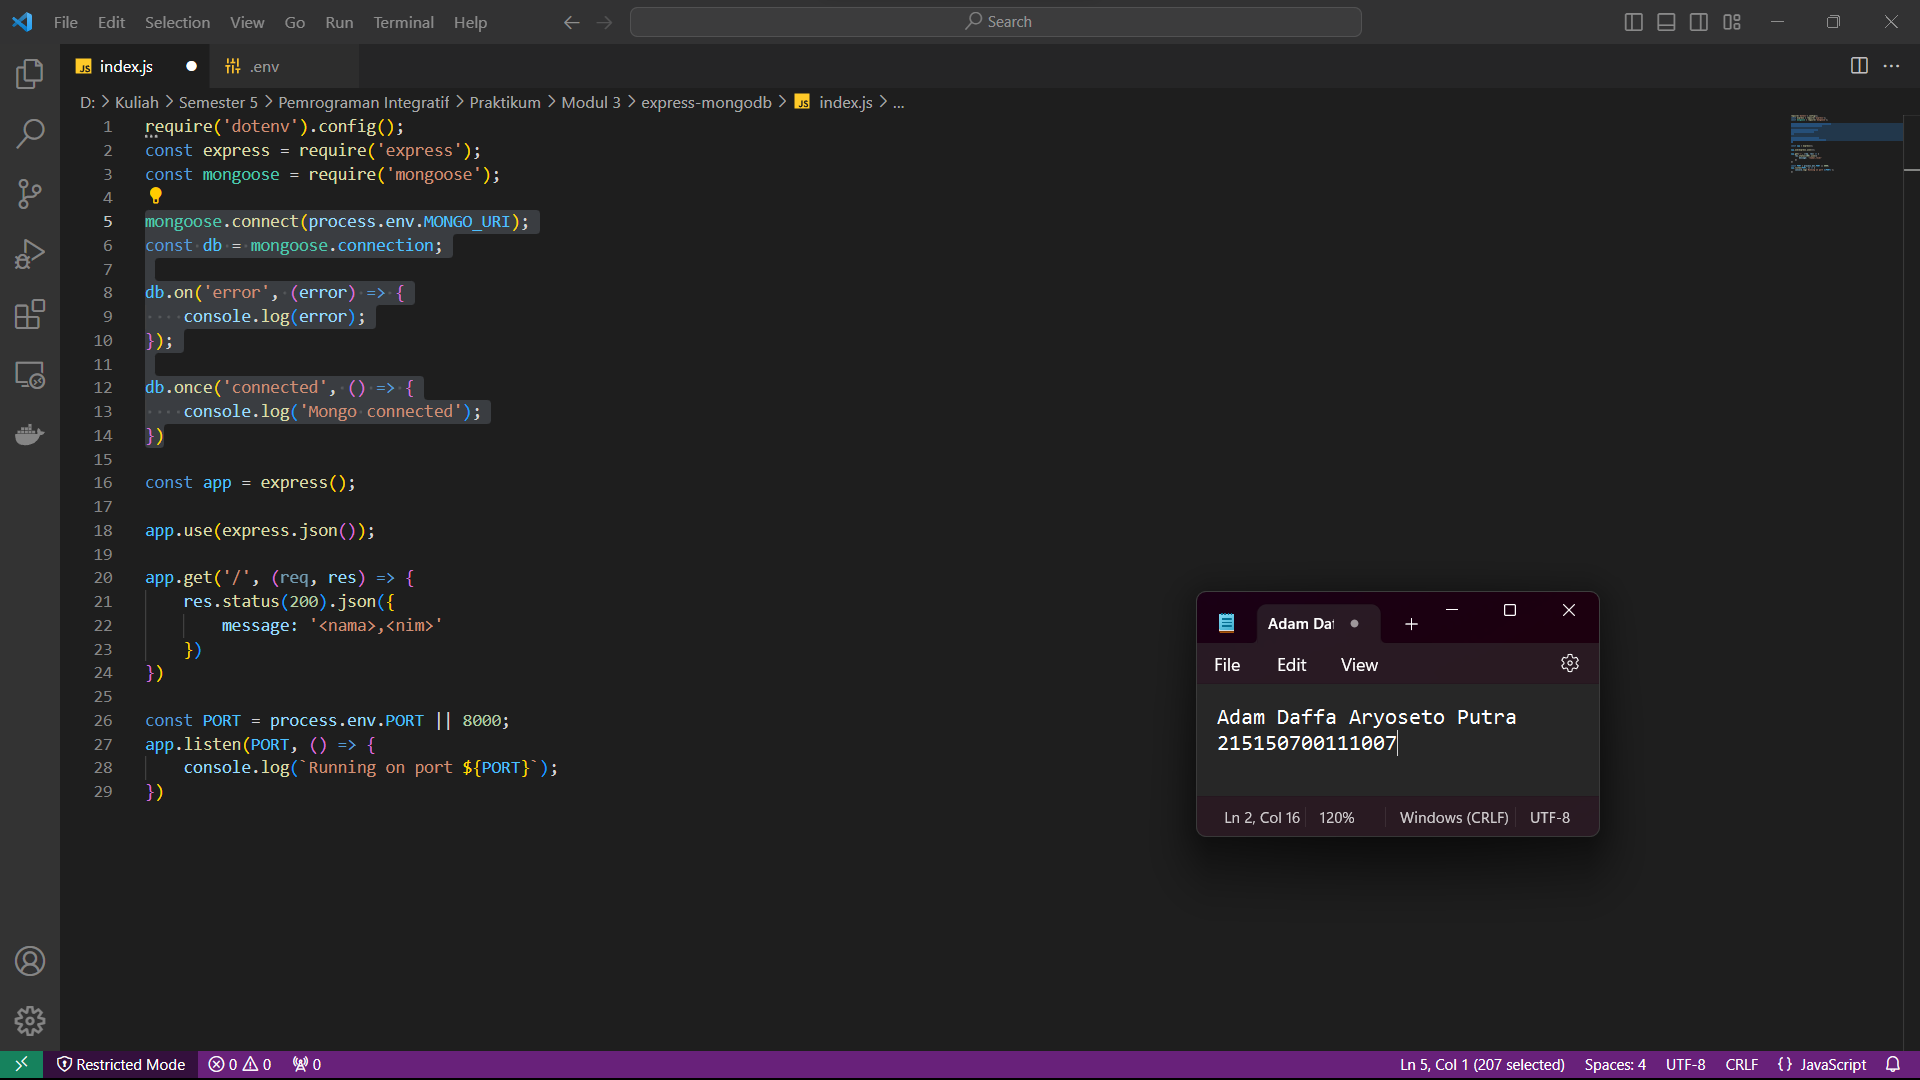 File Edit Selection View Go Run Terminal Help
Search
index.js
.env
D: > Kuliah > Semester 5 > Pemrograman Integratif > Praktikum > Modul 3 > express-mongodb > JS index.js > ...
1 require('dotenv').config();
2 const express = require('express');
3 const mongoose = require('mongoose');
4
5 mongoose.connect(process.env.MONGO_URI);
6 const db = mongoose.connection;
7
8 db.on('error', (error) => {
9 console.log(error);
10 });
11
12 db.once('connected', () => {
13 console.log('Mongo connected');
14 })
15
16 const app = express();
17
18 app.use(express.json());
19
20 app.get('/', (req, res) => {
21 res.status(200).json({
22 message: '<nama>,<nim>'
23 })
24 })
25
26 const PORT = process.env.PORT || 8000;
27 app.listen(PORT, () => {
28 console.log(`Running on port ${PORT}`);
29 })
Adam Daf
File Edit View
Adam Daffa Aryoseto Putra
215150700111007
Ln 2, Col 16 120% Windows (CRLF) UTF-8
Restricted Mode 0 0 0 Ln 5, Col 1 (207 selected) Spaces: 4 UTF-8 CRLF {} JavaScript